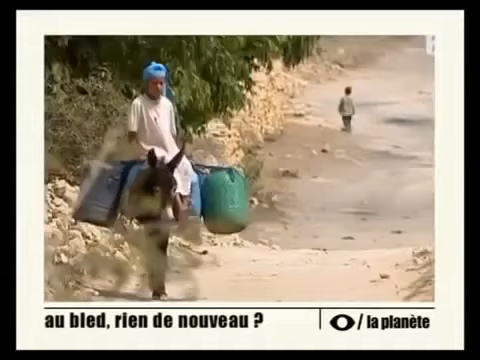 au bled, rien de nouveau ?
/ la planète